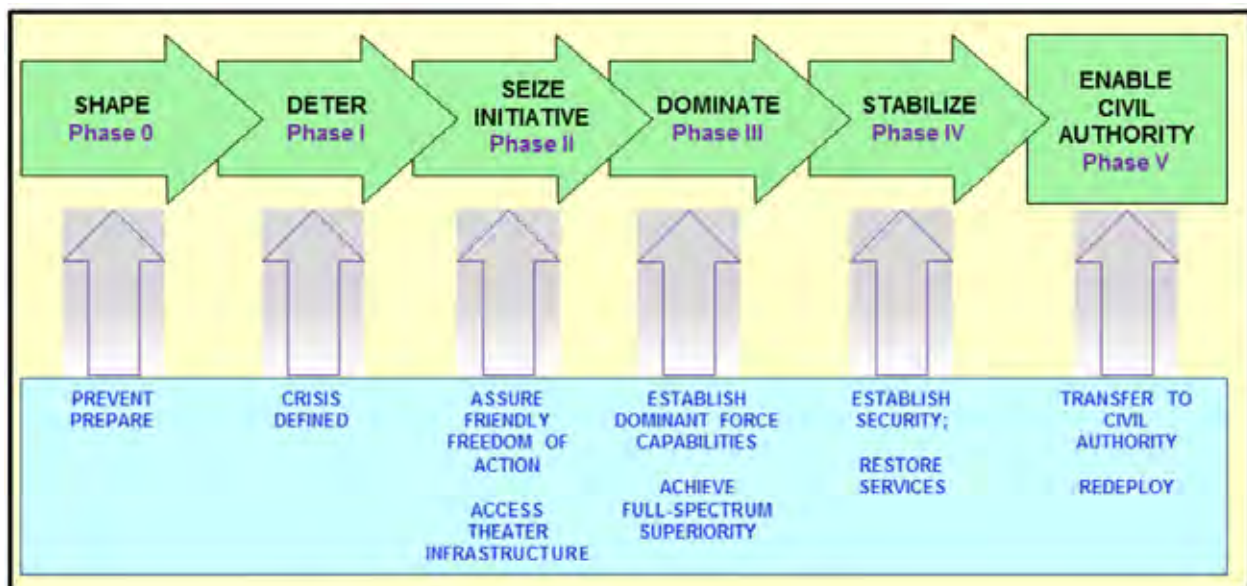 SHAPE
Phase 0
DETER
Phase I
SEIZE
INITIATIVE
Phase II
DOMINATE
Phase III
STABILIZE
Phase IV
ENABLE
CIVIL
AUTHORITY
Phase V
PREVENT
PREPARE
CRISIS
DEFINED
ASSURE
FRIENDLY
FREEDOM OF
ACTION
ACCESS
THEATER
INFRASTRUCTURE
ESTABLISH
DOMINANT FORCE
CAPABILITIES
ACHIEVE
FULL-SPECTRUM
SUPERIORITY
ESTABLISH
SECURITY;
RESTORE
SERVICES
TRANSFER TO
CIVIL
AUTHORITY
REDEPLOY